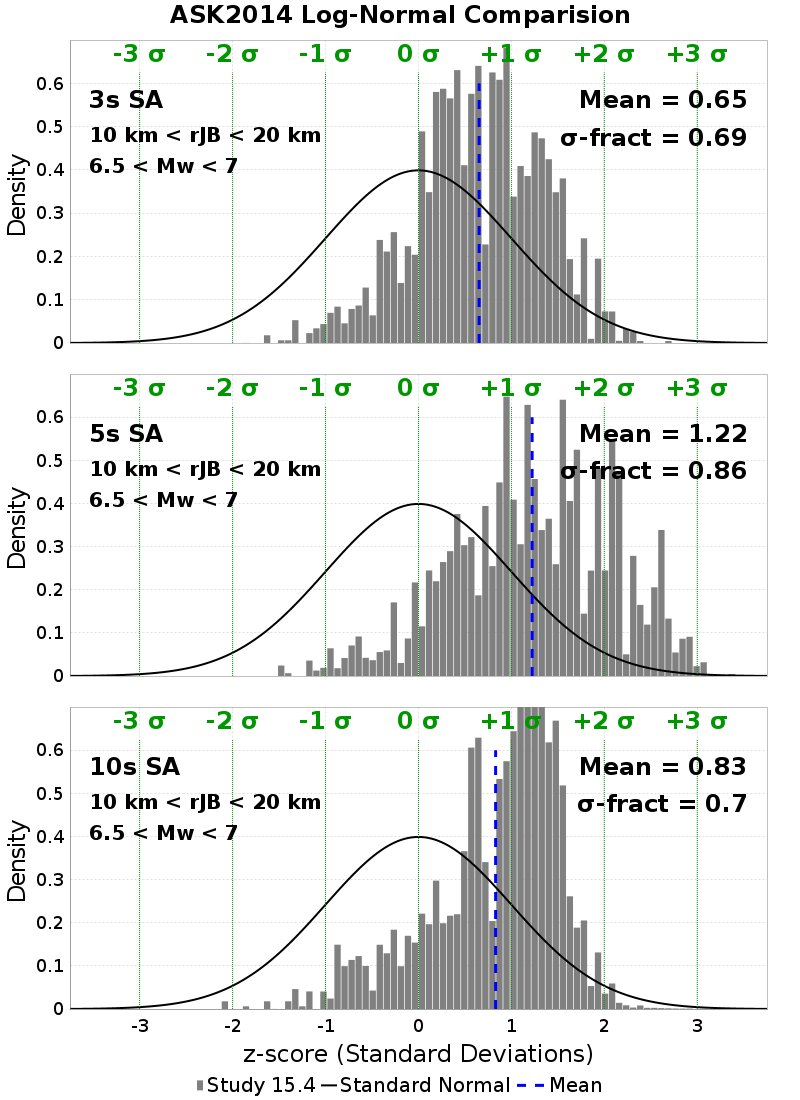 ASK2014 Log-Normal Comparision
-3 σ -2 σ -1 σ 0 σ +1 σ +2 σ +3 σ
3s SA
10 km < rJB < 20 km
6.5 < Mw < 7
Mean = 0.65
σ-fract = 0.69
Density
0.6
0.5
0.4
0.3
0.2
0.1
0
-3 σ -2 σ -1 σ 0 σ +1 σ +2 σ +3 σ
5s SA
10 km < rJB < 20 km
6.5 < Mw < 7
Mean = 1.22
σ-fract = 0.86
Density
0.6
0.5
0.4
0.3
0.2
0.1
0
-3 σ -2 σ -1 σ 0 σ +1 σ +2 σ +3 σ
10s SA
10 km < rJB < 20 km
6.5 < Mw < 7
Mean = 0.83
σ-fract = 0.7
Density
0.6
0.5
0.4
0.3
0.2
0.1
0
-3 -2 -1 0 1 2 3
z-score (Standard Deviations)
Study 15.4 Standard Normal Mean